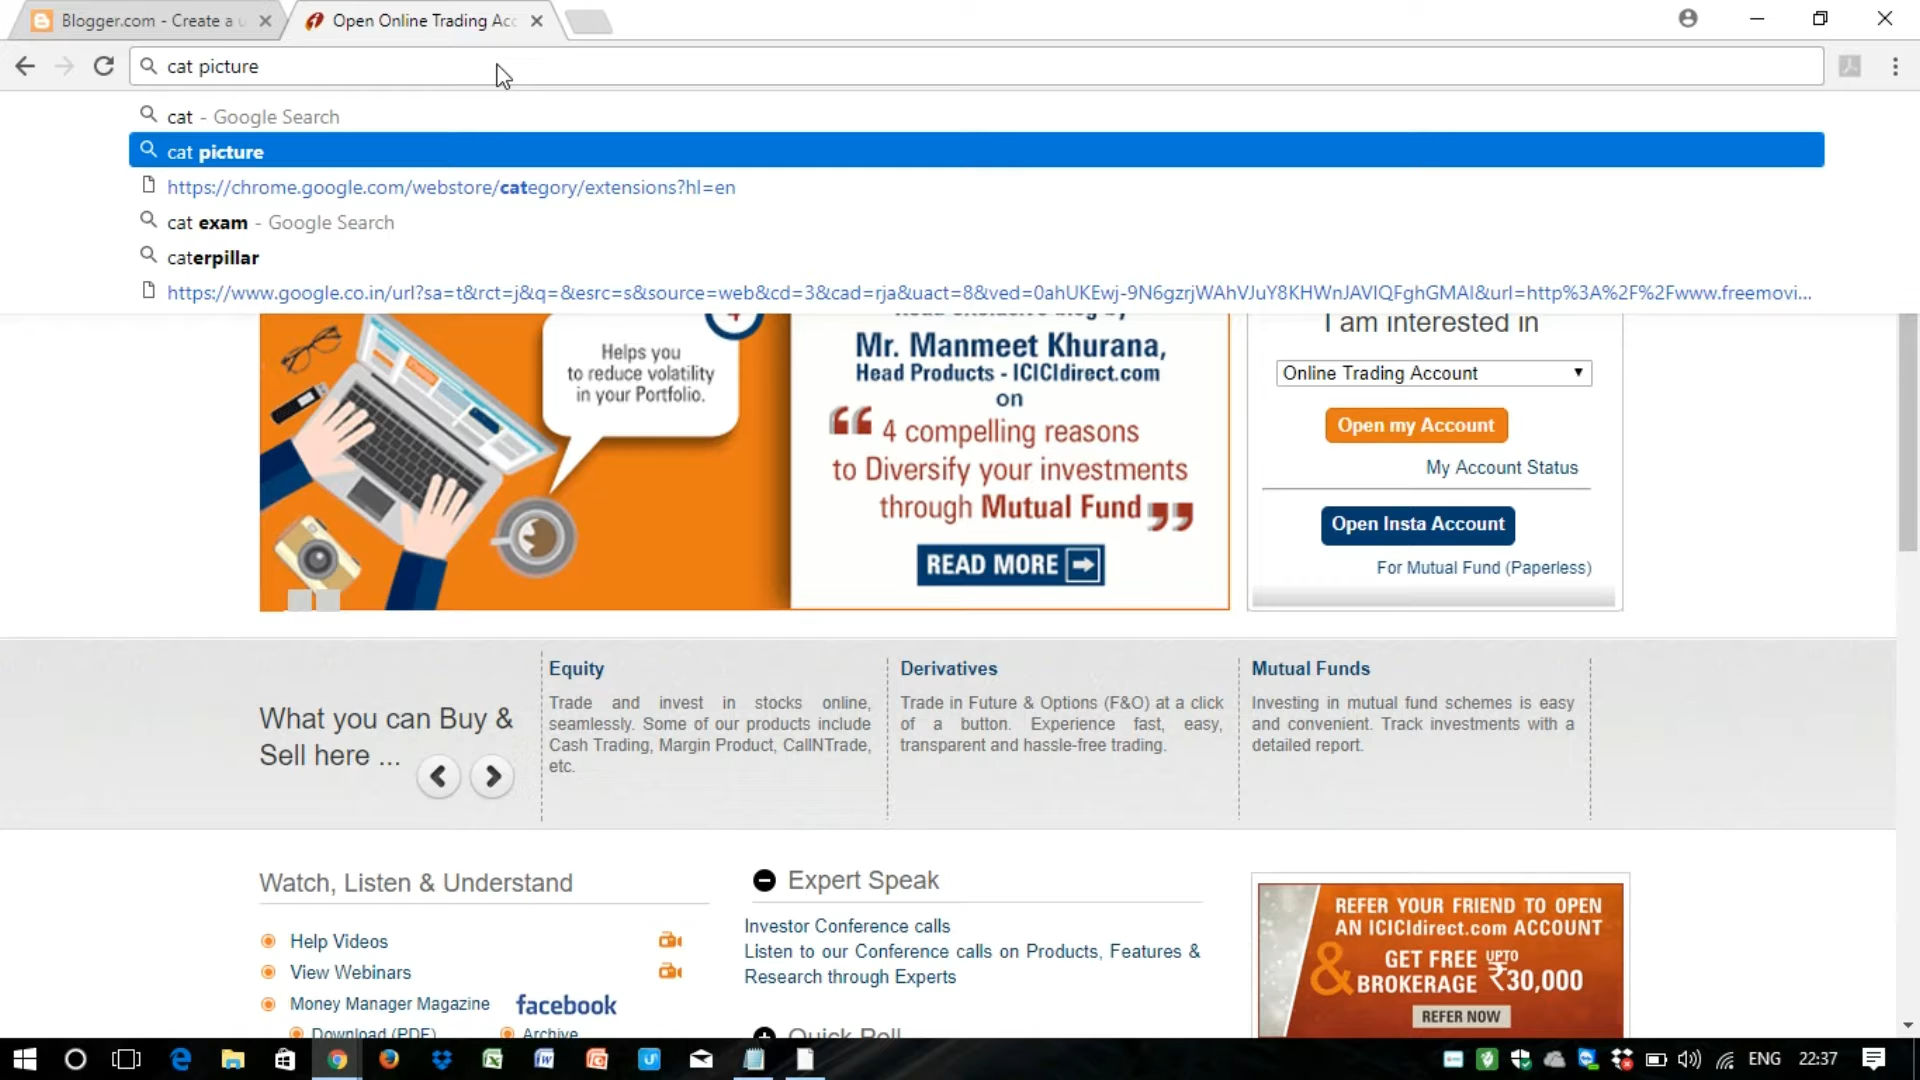 Blogger.com - Create a u
Open Online Trading Acc
cat picture
cat - Google Search
cat picture
https://chrome.google.com/webstore/category/extensions?hl=en
cat exam - Google Search
caterpillar
https://www.google.co.in/url?sa=t&rct=j&q=&esrc=s&source=web&cd=3&cad=rja&uact=8&ved=0ahUKEwj-9N6gzrjWAhVJuY8KHWnJAVIQFghGMAI&url=http%3A%2F%2Fwww.freemovi...
Helps you
to reduce volatility
in your Portfolio.
Mr. Manmeet Khurana,
Head Products - ICICIdirect.com
on
“ 4 compelling reasons
to Diversify your investments
through Mutual Fund ”
READ MORE
I am interested in
Online Trading Account
Open my Account
My Account Status
Open Insta Account
For Mutual Fund (Paperless)
What you can Buy &
Sell here ...
Equity
Trade and invest in stocks online,
seamlessly. Some of our products include
Cash Trading, Margin Product, CallNTrade,
etc.
Derivatives
Trade in Future & Options (F&O) at a click
of a button. Experience fast, easy,
transparent and hassle-free trading.
Mutual Funds
Investing in mutual fund schemes is easy
and convenient. Track investments with a
detailed report.
Watch, Listen & Understand
Help Videos
View Webinars
Money Manager Magazine
facebook
Download (PDF)
Archive
Expert Speak
Investor Conference calls
Listen to our Conference calls on Products, Features &
Research through Experts
Quick Poll
REFER YOUR FRIEND TO OPEN
AN ICICIdirect.com ACCOUNT
& GET FREE UPTO
BROKERAGE ₹30,000
REFER NOW
ENG
22:37